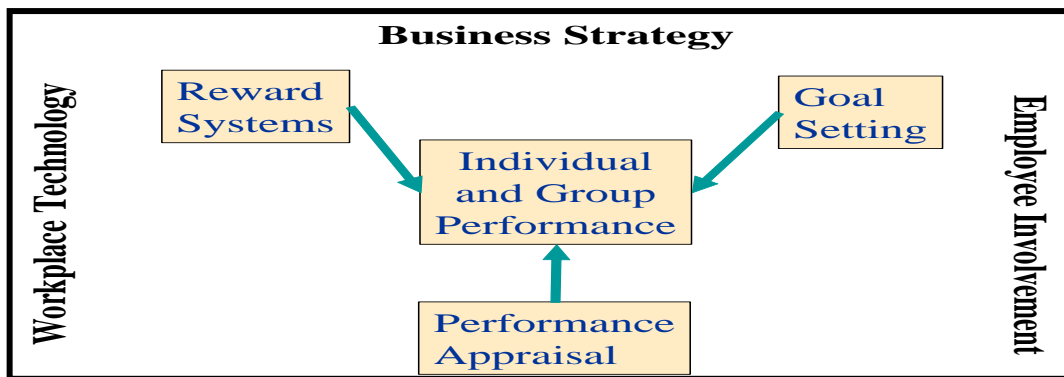 Business Strategy
Workplace Technology
Reward
Systems
Goal
Setting
Employee Involvement
Individual
and Group
Performance
Performance
Appraisal